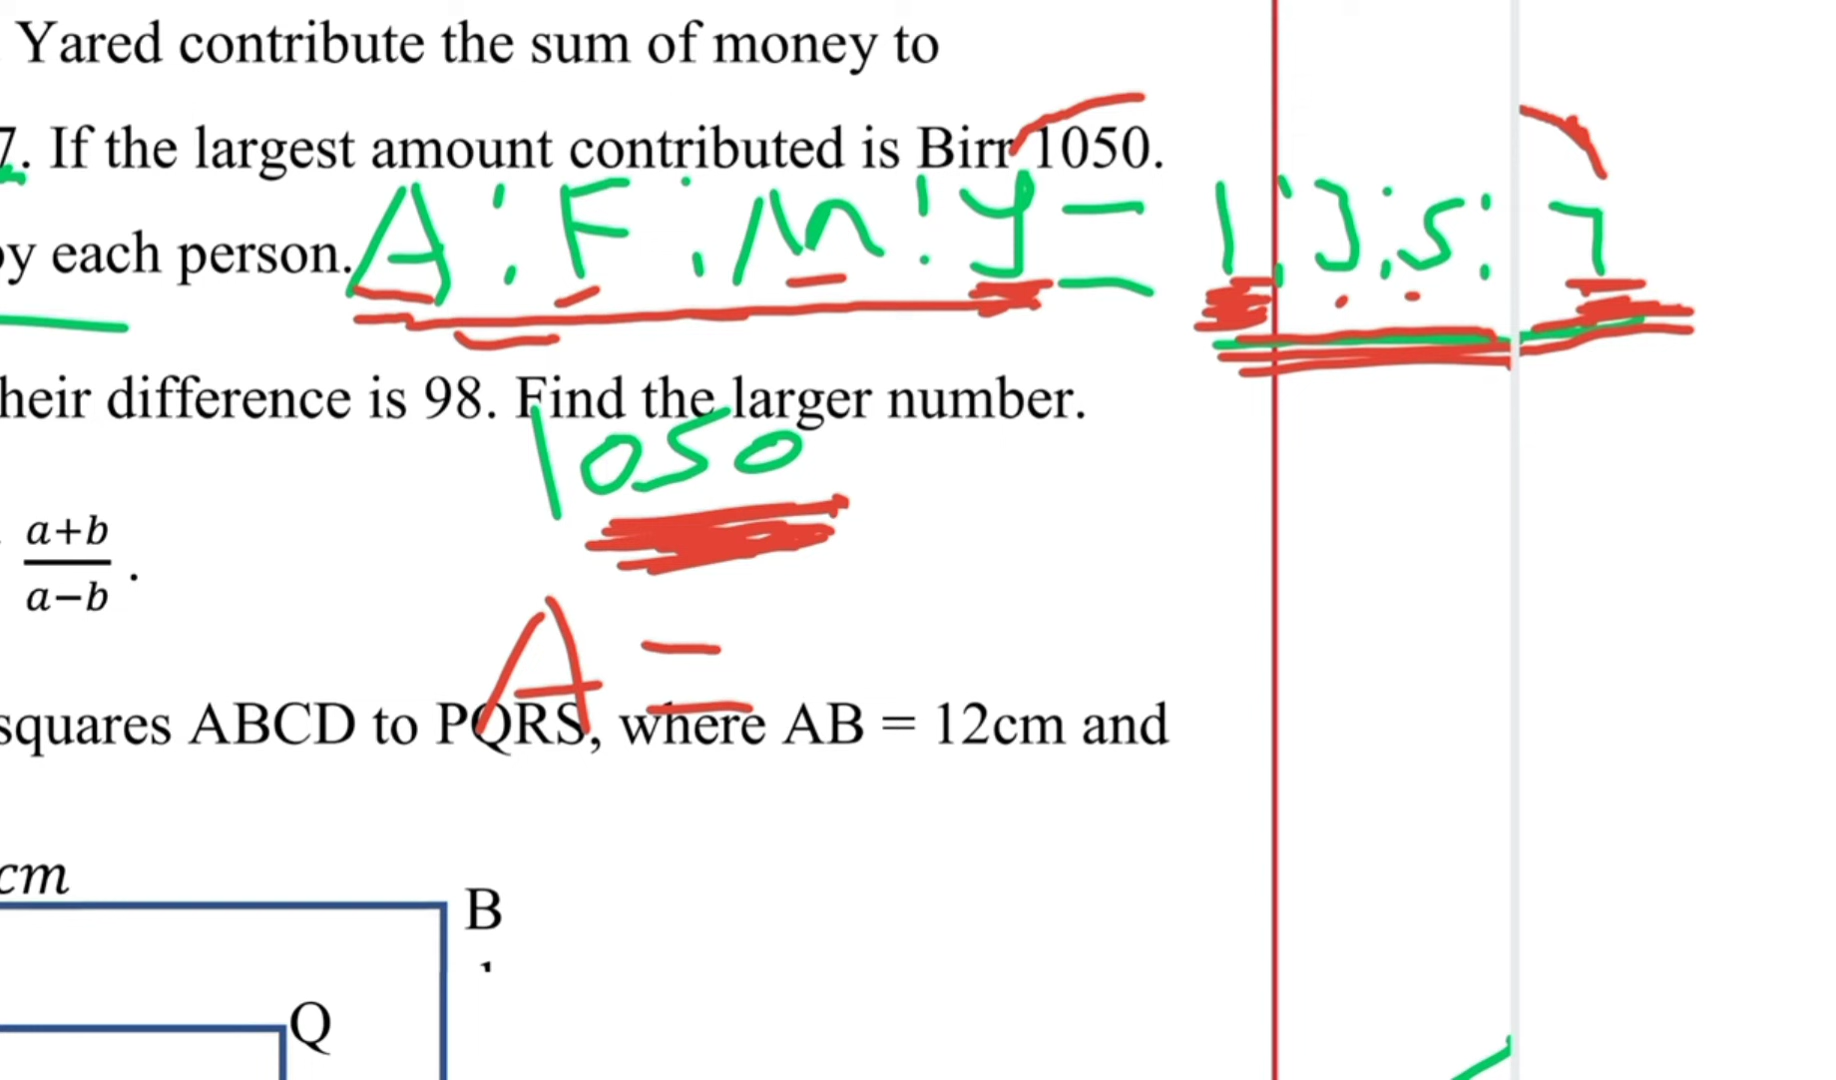 Yared contribute the sum of money to
7. If the largest amount contributed is Birr 1050.
by each person. A : F : M : Y = 1 : 3 : 5 : 7
heir difference is 98. Find the larger number.
1050
a+b
a−b .
A =
squares ABCD to PQRS, where AB = 12cm and
cm
B
Q